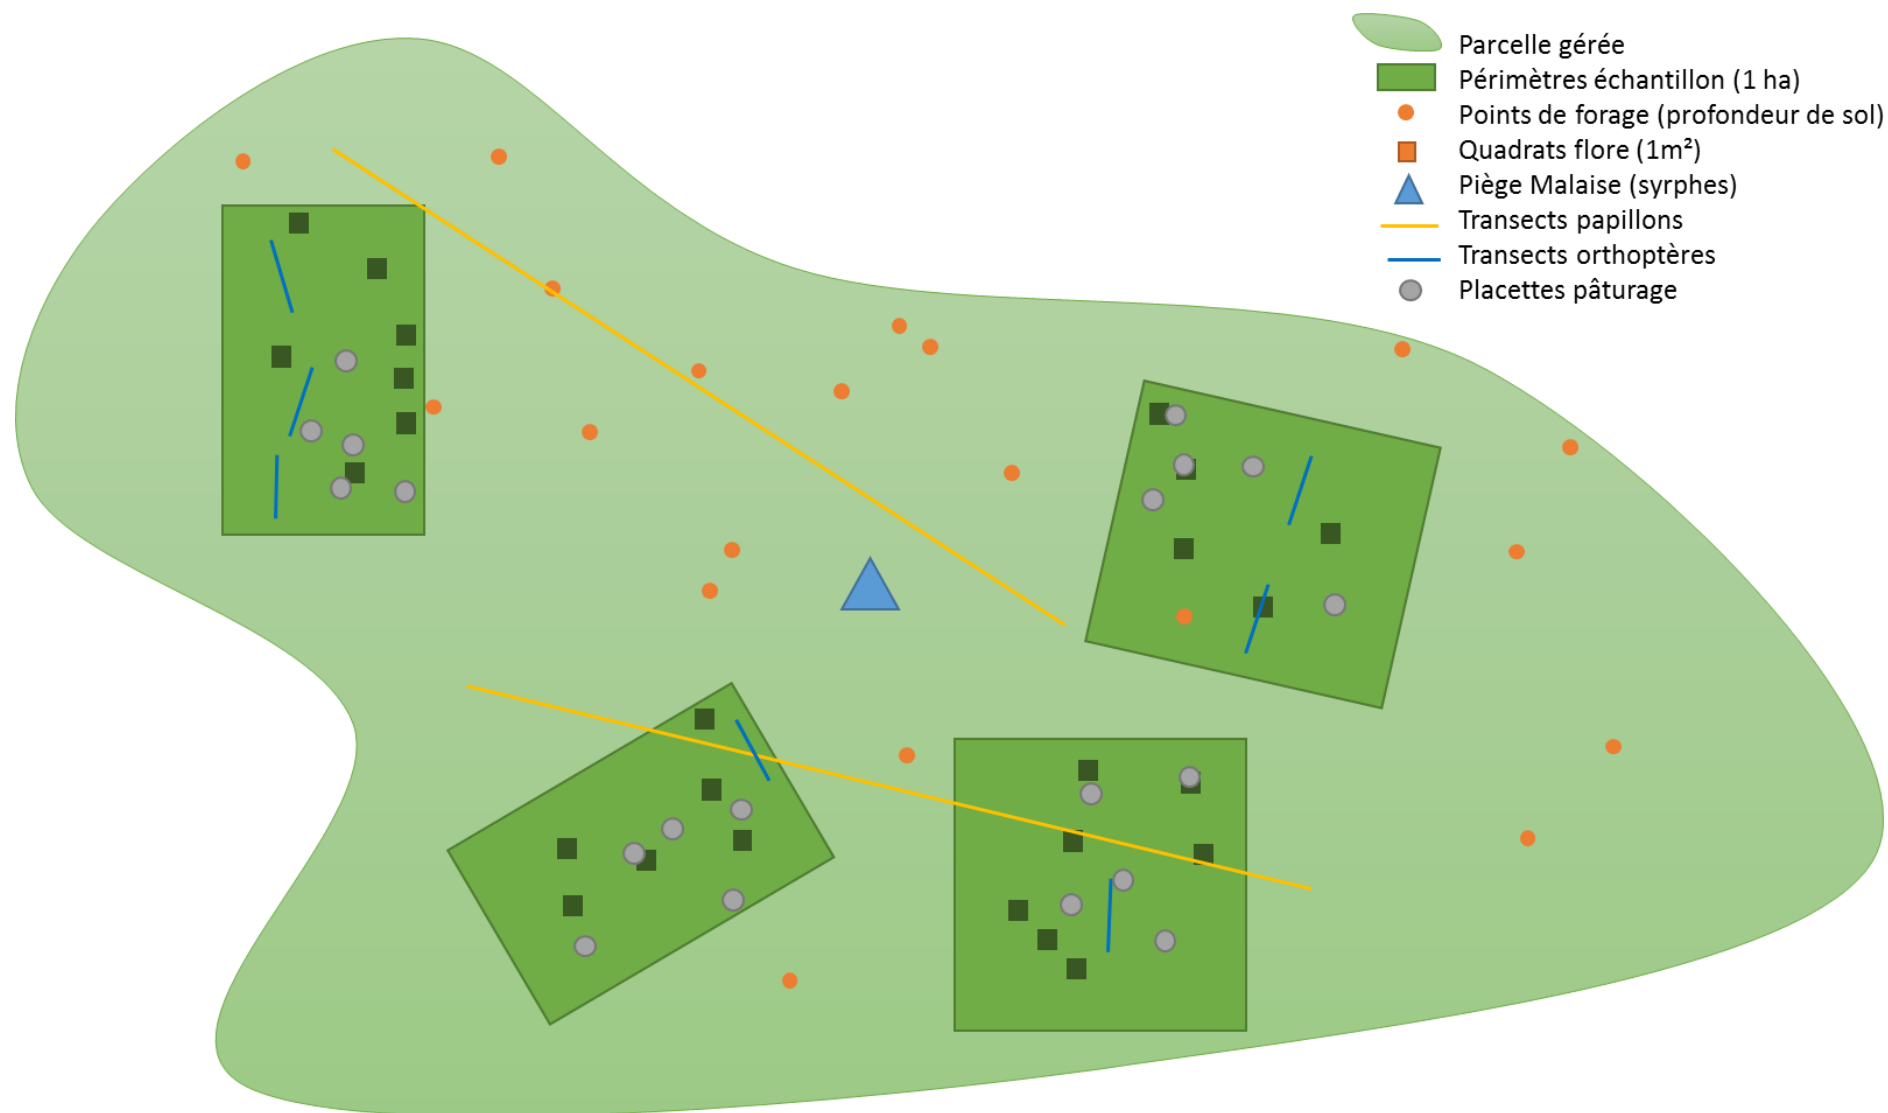 Parcelle gérée
Périmètres échantillon (1 ha)
Points de forage (profondeur de sol)
Quadrats flore (1m²)
Piège Malaise (syrphes)
Transects papillons
Transects orthoptères
Placettes pâturage